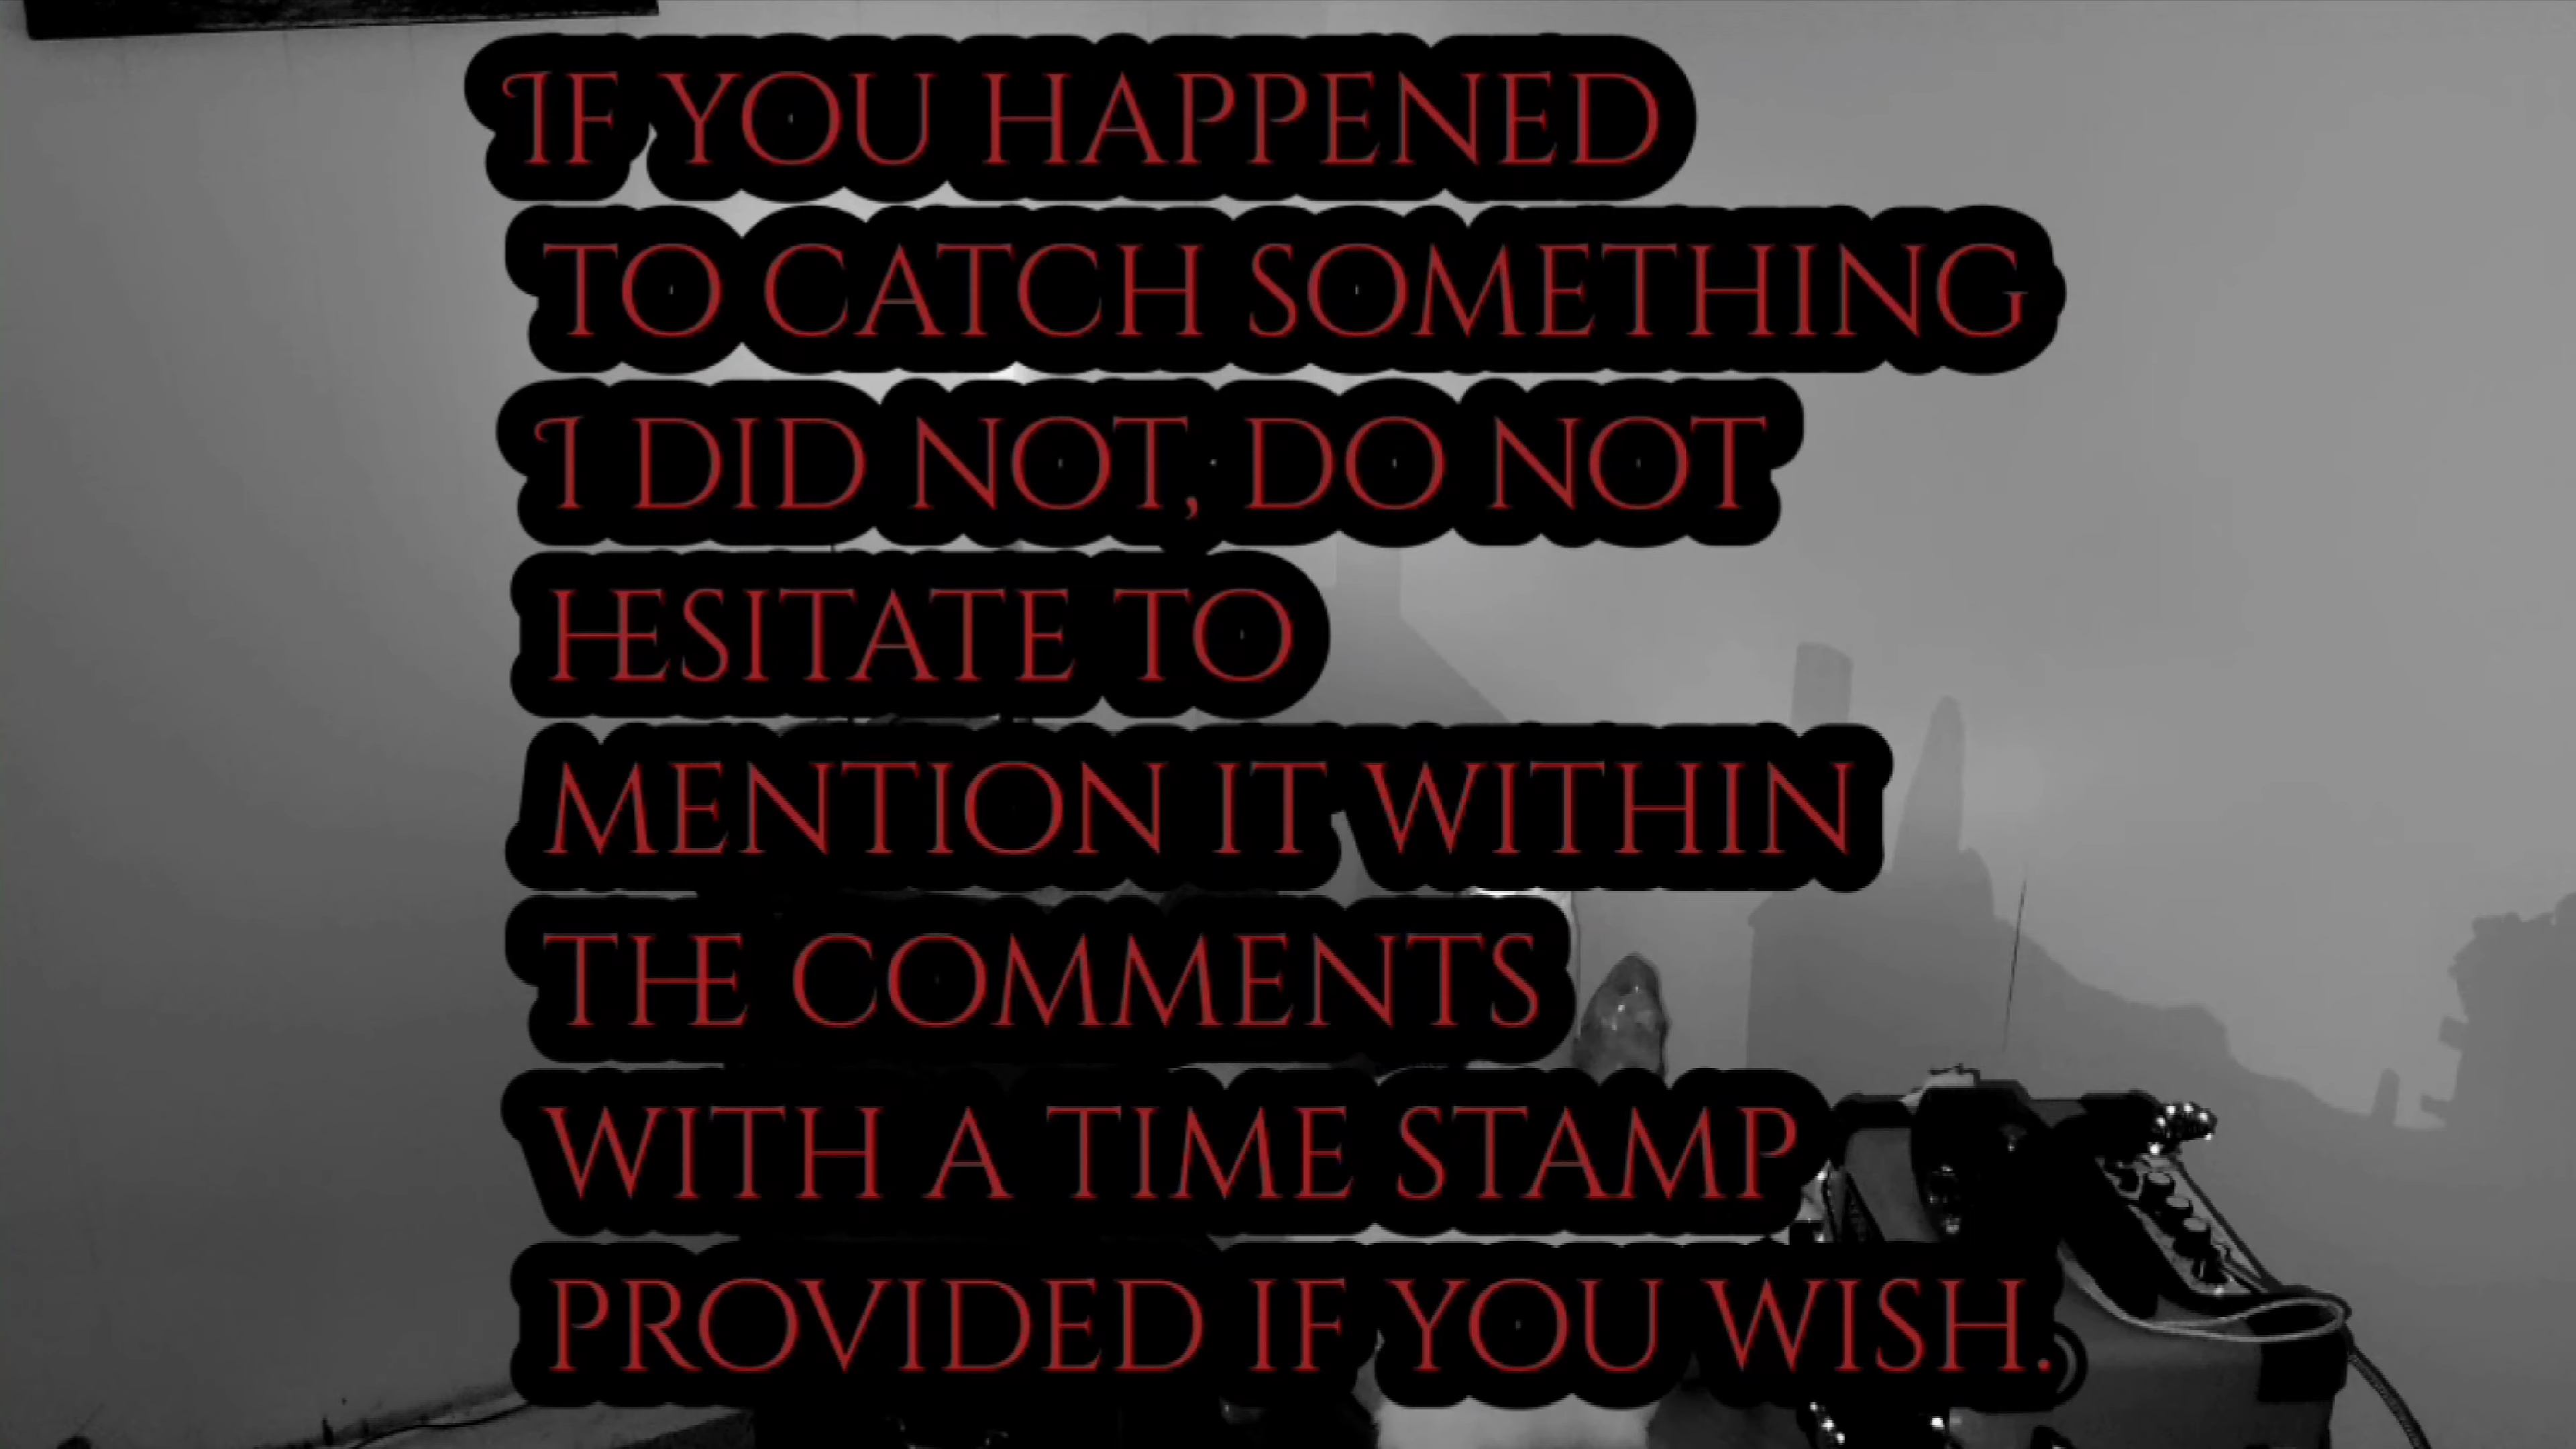 If you happened
to catch something
I did not, do not
hesitate to
mention it within
the comments
with a time stamp
provided if you wish.